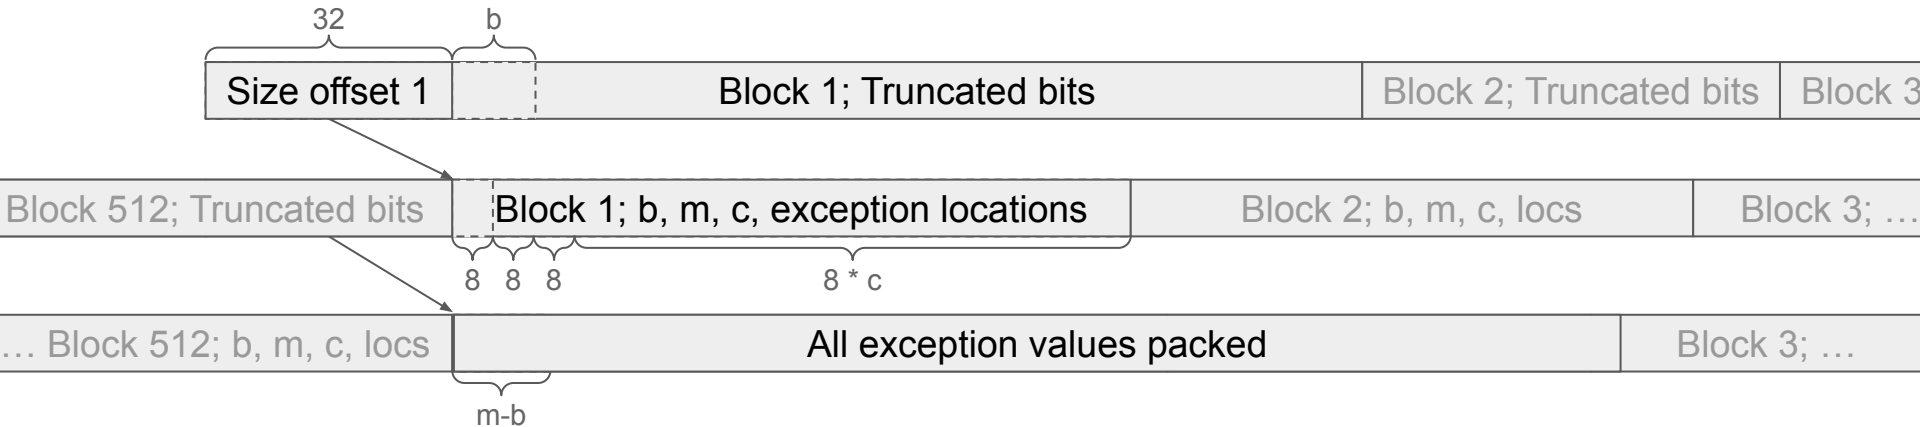 32 b
Size offset 1 Block 1; Truncated bits Block 2; Truncated bits Block 3
Block 512; Truncated bits Block 1; b, m, c, exception locations Block 2; b, m, c, locs Block 3; …
8 8 8 8 * c
… Block 512; b, m, c, locs All exception values packed Block 3; …
m-b